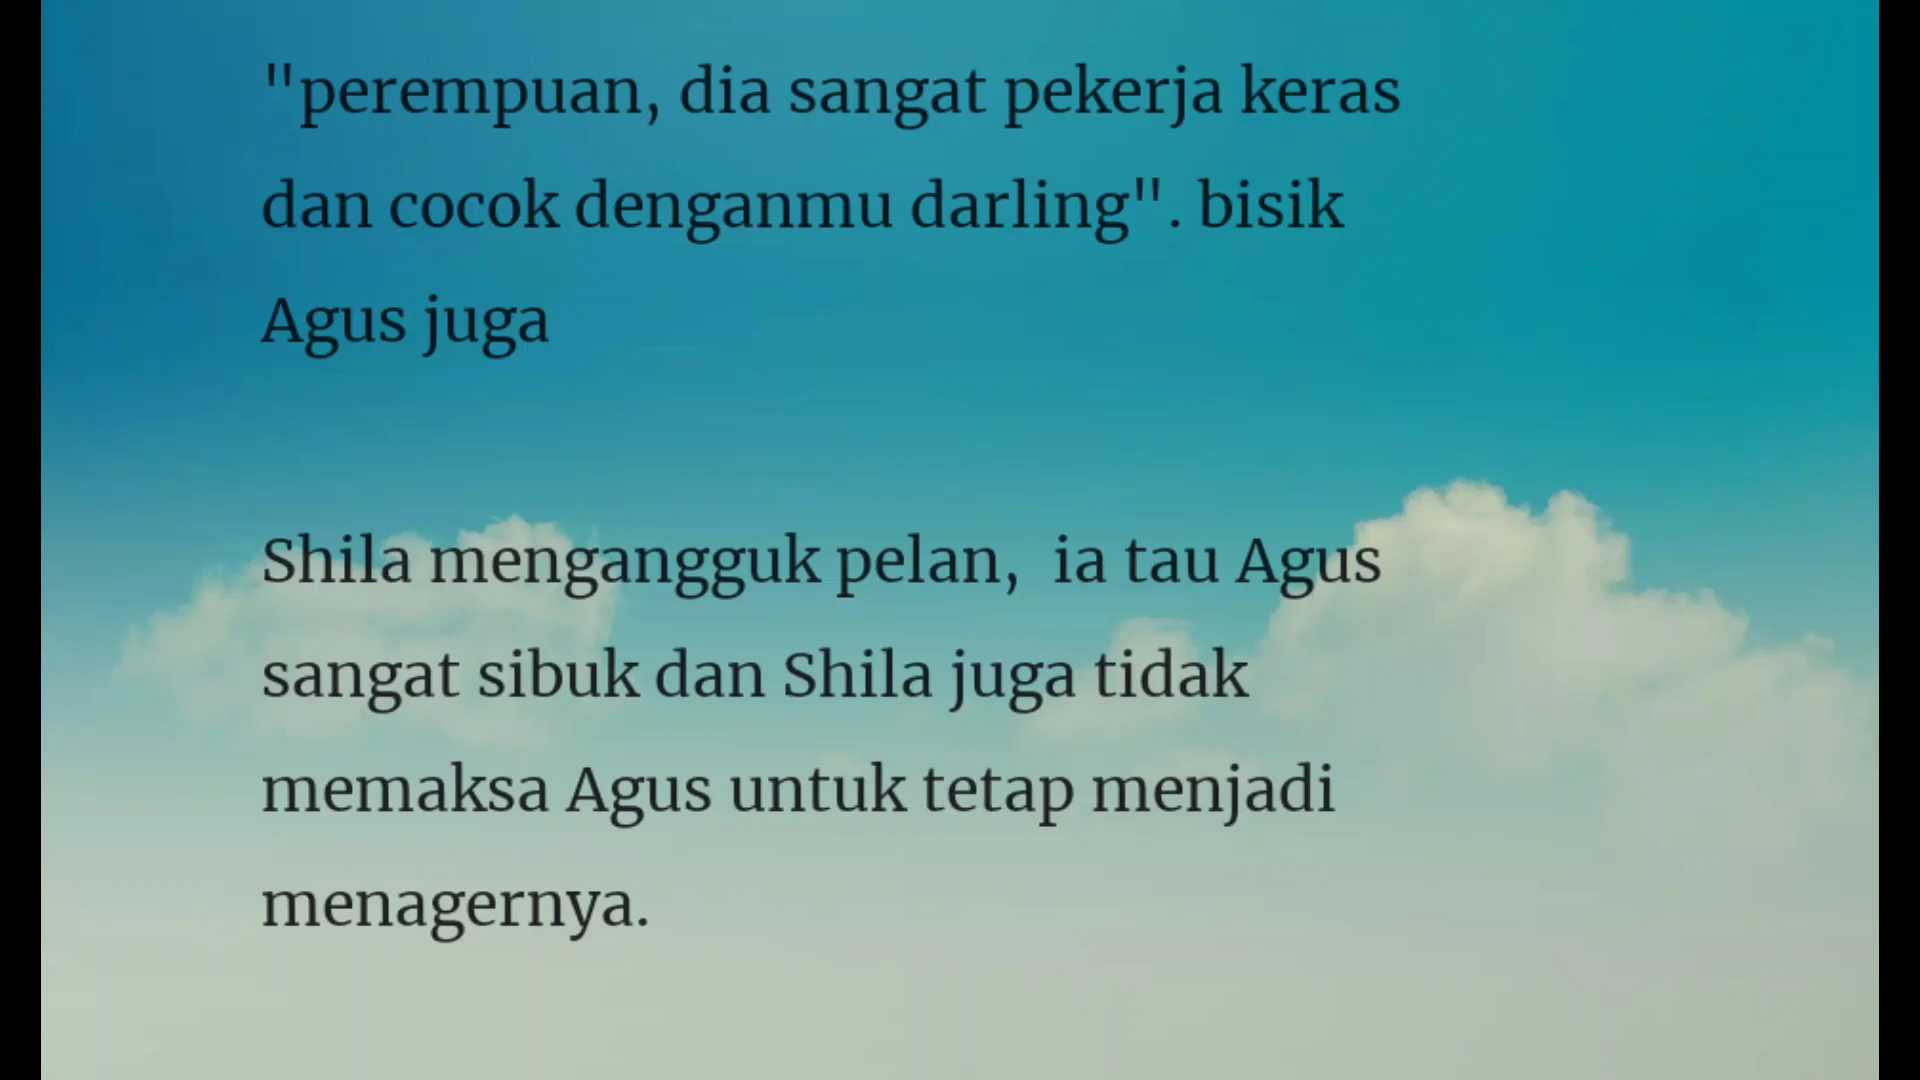 "perempuan, dia sangat pekerja keras
dan cocok denganmu darling". bisik
Agus juga
Shila mengangguk pelan,  ia tau Agus
sangat sibuk dan Shila juga tidak
memaksa Agus untuk tetap menjadi
menagernya.